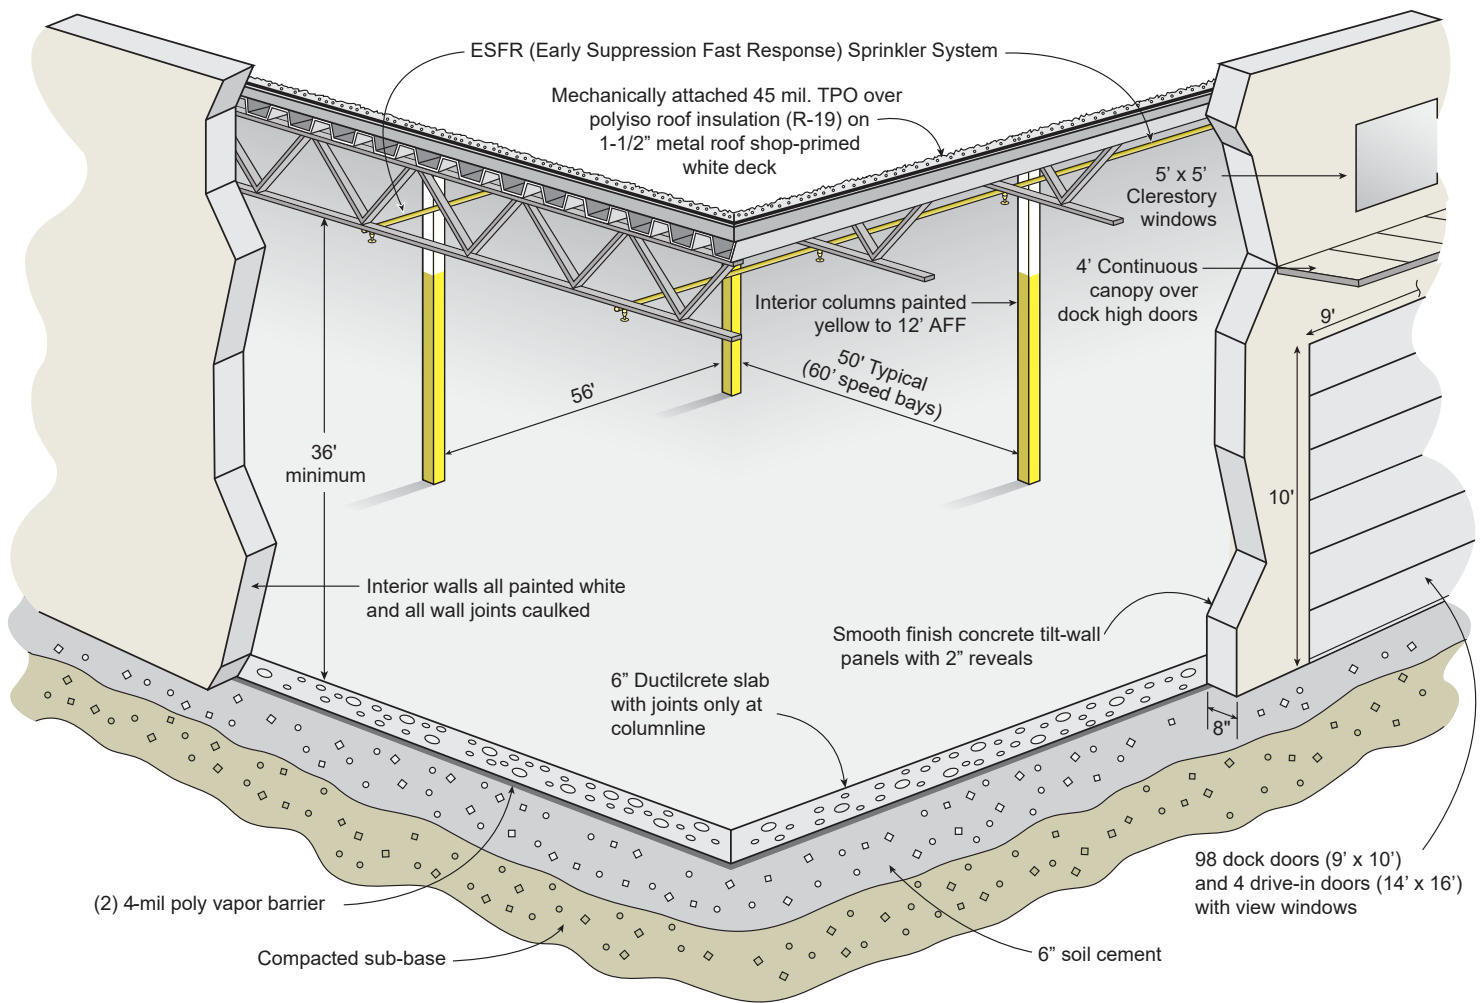 ESFR (Early Suppression Fast Response) Sprinkler System
Mechanically attached 45 mil. TPO over
polyiso roof insulation (R-19) on
1-1/2” metal roof shop-primed
white deck
5’ x 5’
Clerestory
windows
4’ Continuous
canopy over
dock high doors
Interior columns painted
yellow to 12’ AFF
9'
50' Typical
(60’ speed bays)
56'
36'
minimum
10'
Interior walls all painted white
and all wall joints caulked
Smooth finish concrete tilt-wall
panels with 2” reveals
6” Ductilcrete slab
with joints only at
columnline
8"
98 dock doors (9’ x 10’)
and 4 drive-in doors (14’ x 16’)
with view windows
(2) 4-mil poly vapor barrier
Compacted sub-base
6” soil cement